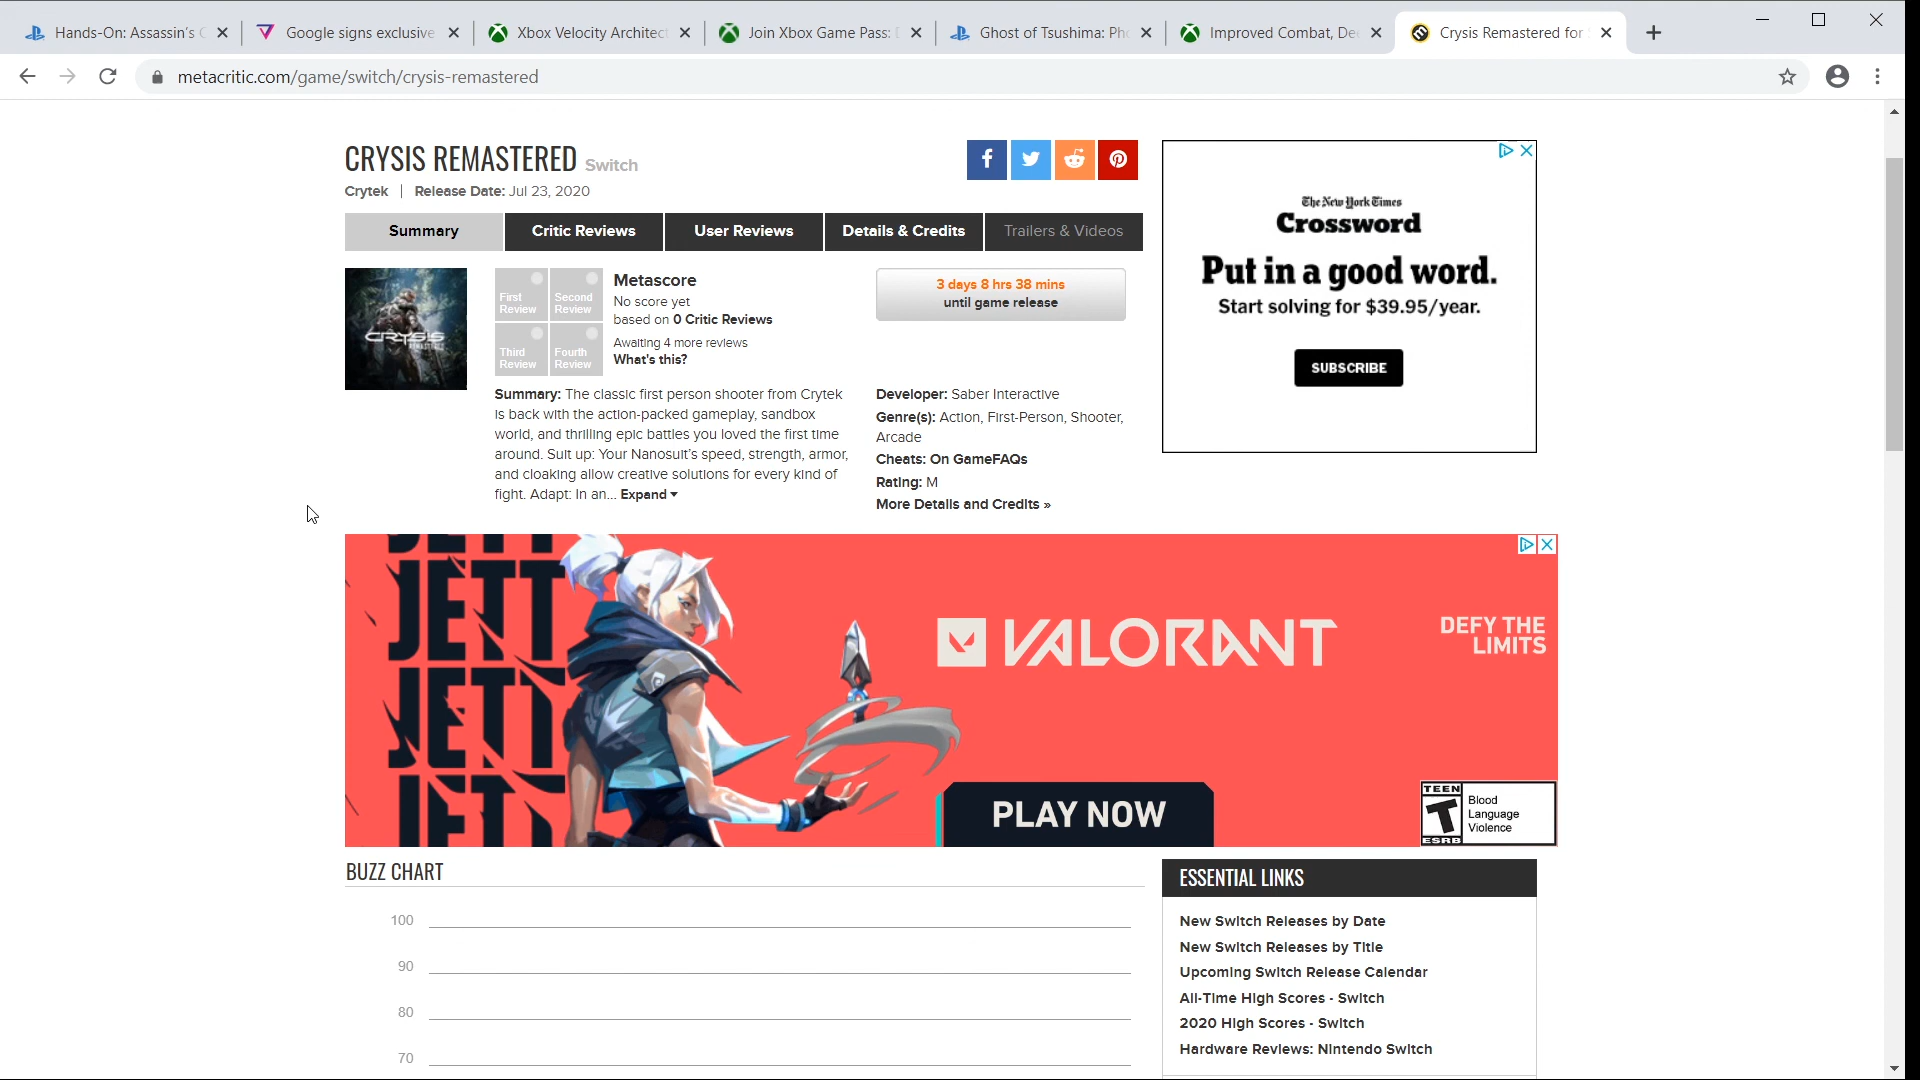 Hands-On: Assassin's C
Google signs exclusive
Xbox Velocity Architect
Join Xbox Game Pass: D
Ghost of Tsushima: Pho
Improved Combat, Dee
Crysis Remastered for
metacritic.com/game/switch/crysis-remastered
CRYSIS REMASTERED Switch
Crytek | Release Date: Jul 23, 2020
Summary
Critic Reviews
User Reviews
Details & Credits
Trailers & Videos
CRYSIS
REMASTERED
First
Review
Second
Review
Third
Review
Fourth
Review
Metascore
No score yet
based on 0 Critic Reviews
Awaiting 4 more reviews
What's this?
3 days 8 hrs 38 mins
until game release
Summary: The classic first person shooter from Crytek
is back with the action-packed gameplay, sandbox
world, and thrilling epic battles you loved the first time
around. Suit up: Your Nanosuit's speed, strength, armor,
and cloaking allow creative solutions for every kind of
fight. Adapt: In an... Expand
Developer: Saber Interactive
Genre(s): Action, First-Person, Shooter,
Arcade
Cheats: On GameFAQs
Rating: M
More Details and Credits »
The New York Times
Crossword
Put in a good word.
Start solving for $39.95/year.
SUBSCRIBE
JETT
JETT
JETT
JETT
VALORANT
DEFY THE
LIMITS
PLAY NOW
TEEN
T
ESRB
Blood
Language
Violence
BUZZ CHART
100
90
80
70
ESSENTIAL LINKS
New Switch Releases by Date
New Switch Releases by Title
Upcoming Switch Release Calendar
All-Time High Scores - Switch
2020 High Scores - Switch
Hardware Reviews: Nintendo Switch